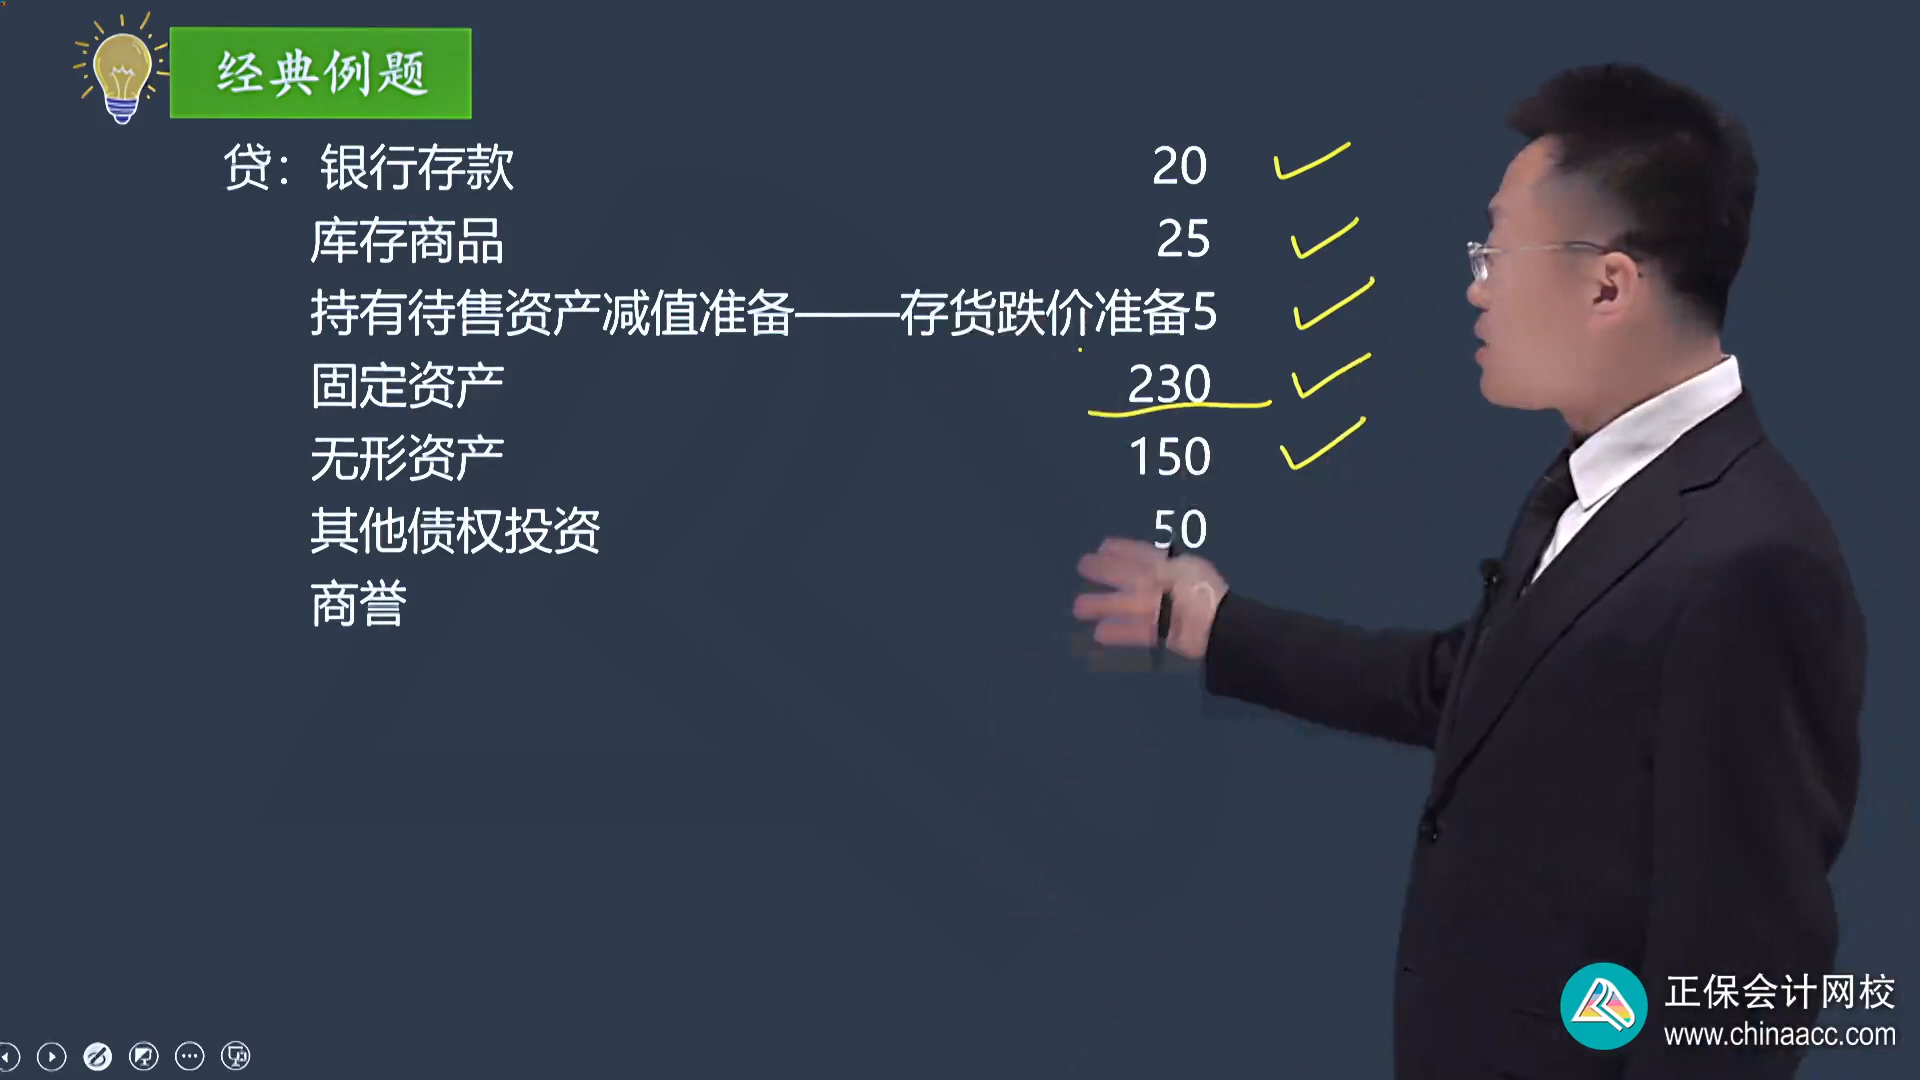 经典例题
贷：银行存款 20
库存商品 25
持有待售资产减值准备——存货跌价准备5
固定资产 230
无形资产 150
其他债权投资 50
商誉
正保会计网校
www.chinaacc.com